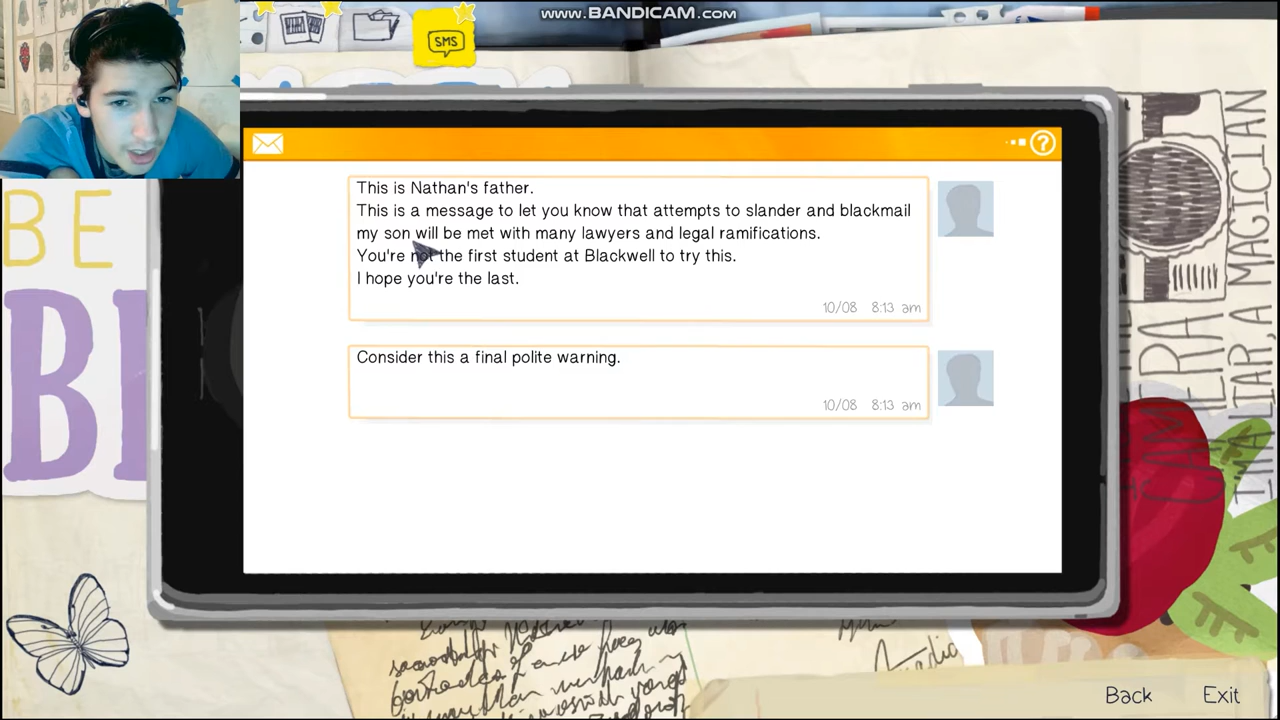 www.BANDICAM.com
SMS
This is Nathan's father.
This is a message to let you know that attempts to slander and blackmail
my son will be met with many lawyers and legal ramifications.
You're not the first student at Blackwell to try this.
I hope you're the last.
10/08 8:13 am
Consider this a final polite warning.
10/08 8:13 am
BE
CAMERA
LIAR, A MAGICIAN
Back
Exit